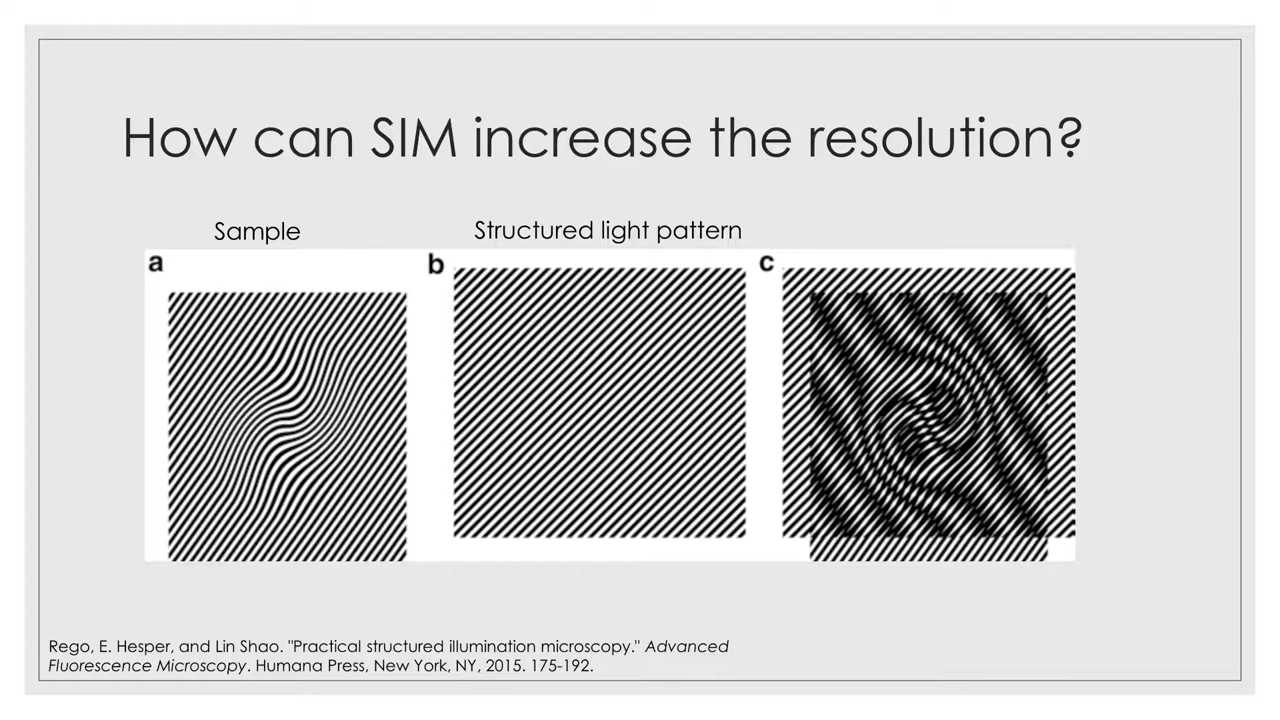 How can SIM increase the resolution?
Sample
Structured light pattern
a
b
c
Rego, E. Hesper, and Lin Shao. "Practical structured illumination microscopy." Advanced
Fluorescence Microscopy. Humana Press, New York, NY, 2015. 175-192.